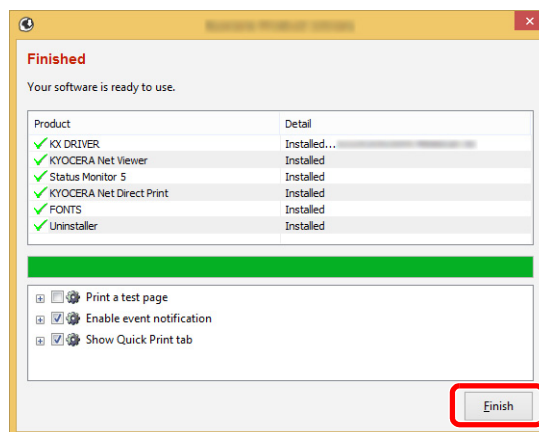 Finished
Your software is ready to use.
Product Detail
KX DRIVER Installed...
KYOCERA Net Viewer Installed
Status Monitor 5 Installed
KYOCERA Net Direct Print Installed
FONTS Installed
Uninstaller Installed
Print a test page
Enable event notification
Show Quick Print tab
Finish